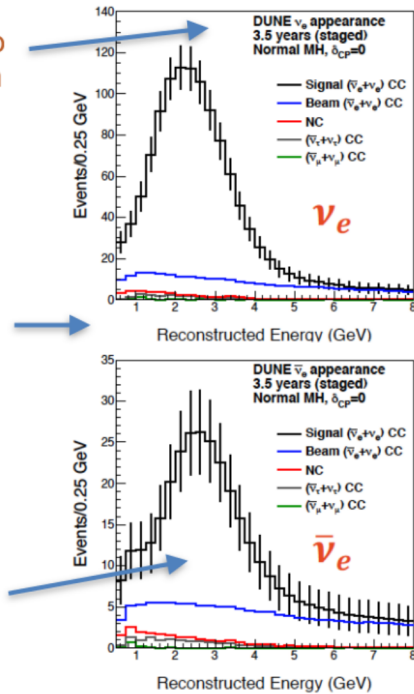 140
120
100
80
60
40
20
0
Events/0.25 GeV
DUNE νₑ appearance
3.5 years (staged)
Normal MH, δCP=0
Signal (ν̅ₑ+νₑ) CC
Beam (ν̅ₑ+νₑ) CC
NC
(ν̅τ+ντ) CC
(ν̅μ+νμ) CC
νₑ
1 2 3 4 5 6 7 8
Reconstructed Energy (GeV)
35
30
25
20
15
10
5
0
Events/0.25 GeV
DUNE ν̅ₑ appearance
3.5 years (staged)
Normal MH, δCP=0
Signal (ν̅ₑ+νₑ) CC
Beam (ν̅ₑ+νₑ) CC
NC
(ν̅τ+ντ) CC
(ν̅μ+νμ) CC
ν̅ₑ
1 2 3 4 5 6 7 8
Reconstructed Energy (GeV)